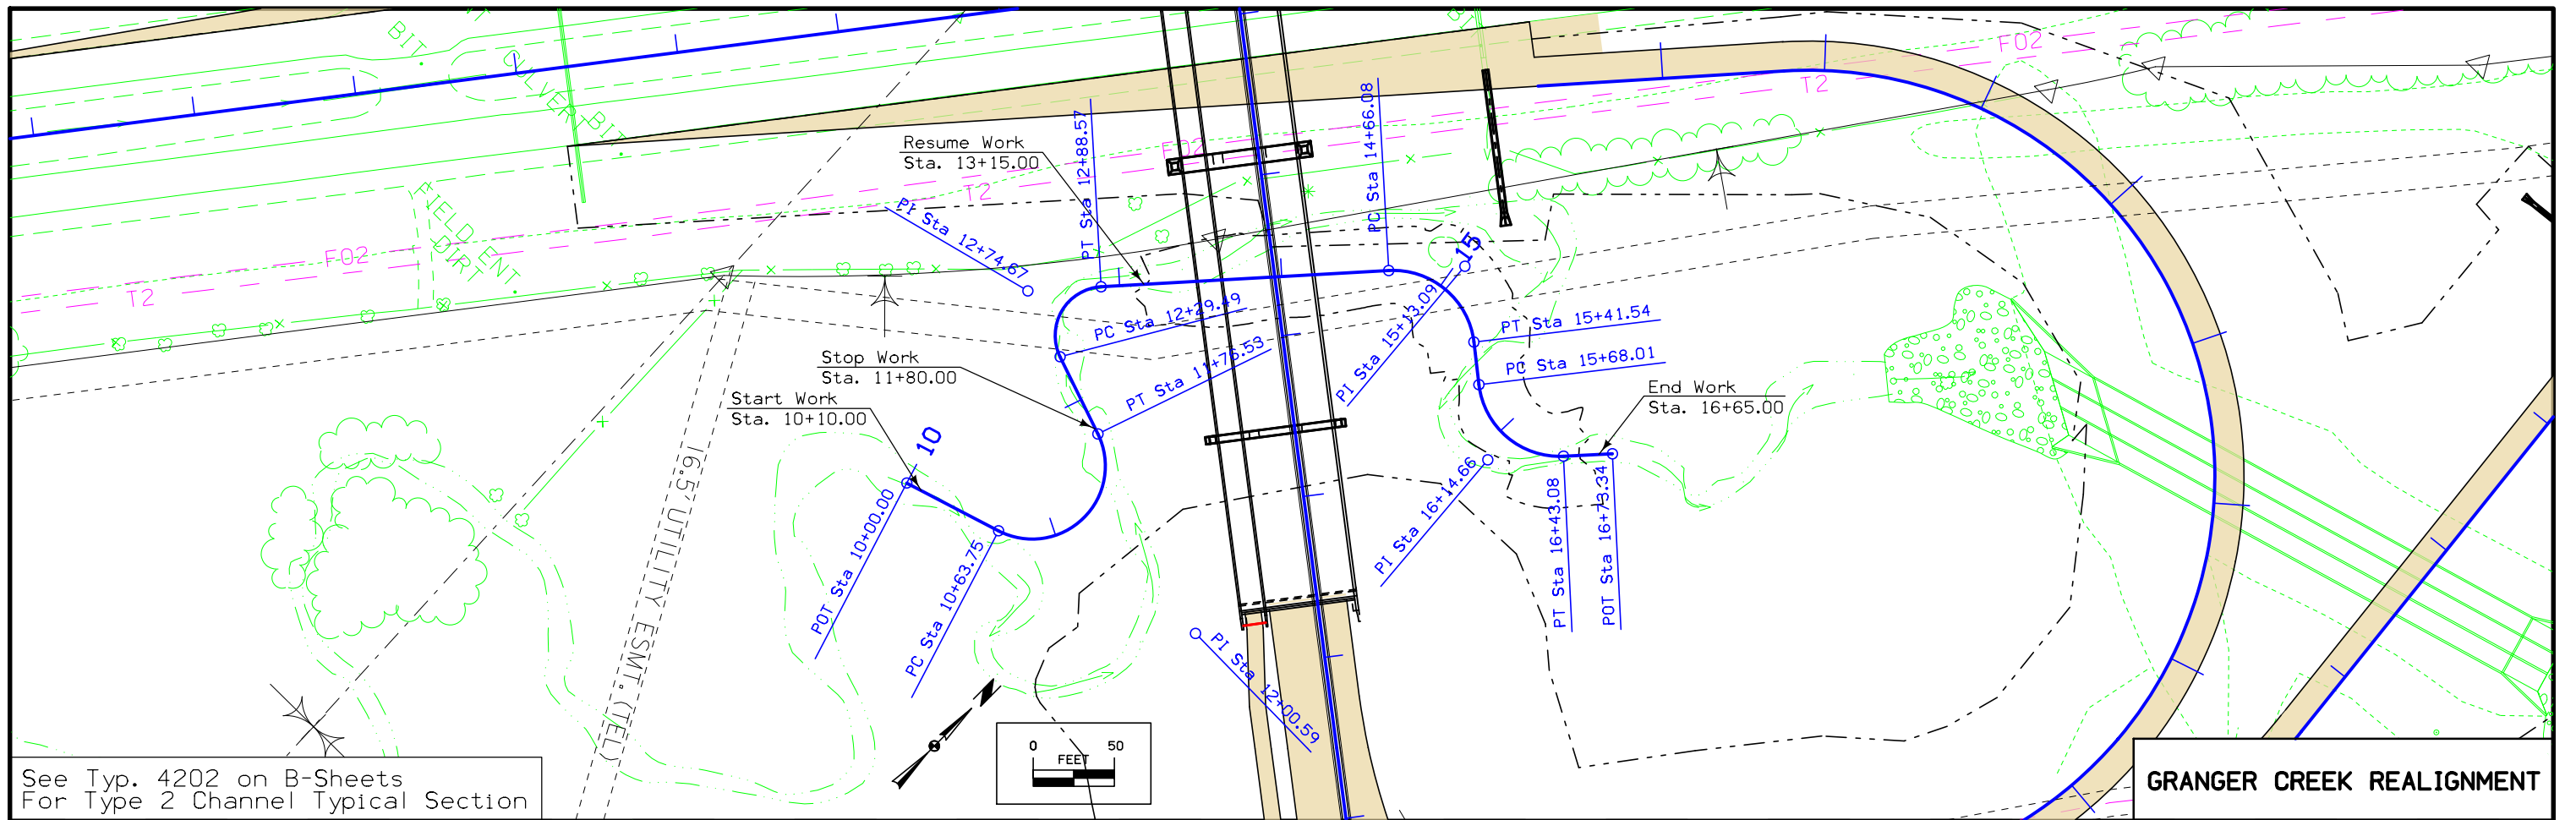 BIT.
CULVERT
BIT.
BIT.
FO2
T2
Resume Work
Sta. 13+15.00
FO2
T2
PT Sta 12+88.57
PC Sta 14+66.08
FIELD ENT
DIRT
FO2
T2
PI Sta 12+74.67
15
PC Sta 12+29.49
PI Sta 15+13.09
PT Sta 15+41.54
Stop Work
Sta. 11+80.00
PT Sta 11+76.53
PC Sta 15+68.01
Start Work
Sta. 10+10.00
End Work
Sta. 16+65.00
10
16.5' UTILITY ESMT. (TEL)
POT Sta 10+00.00
PC Sta 10+63.75
PI Sta 16+14.66
PT Sta 16+43.08
POT Sta 16+73.34
PI Sta 12+00.59
0 50
FEET
See Typ. 4202 on B-Sheets
For Type 2 Channel Typical Section
GRANGER CREEK REALIGNMENT